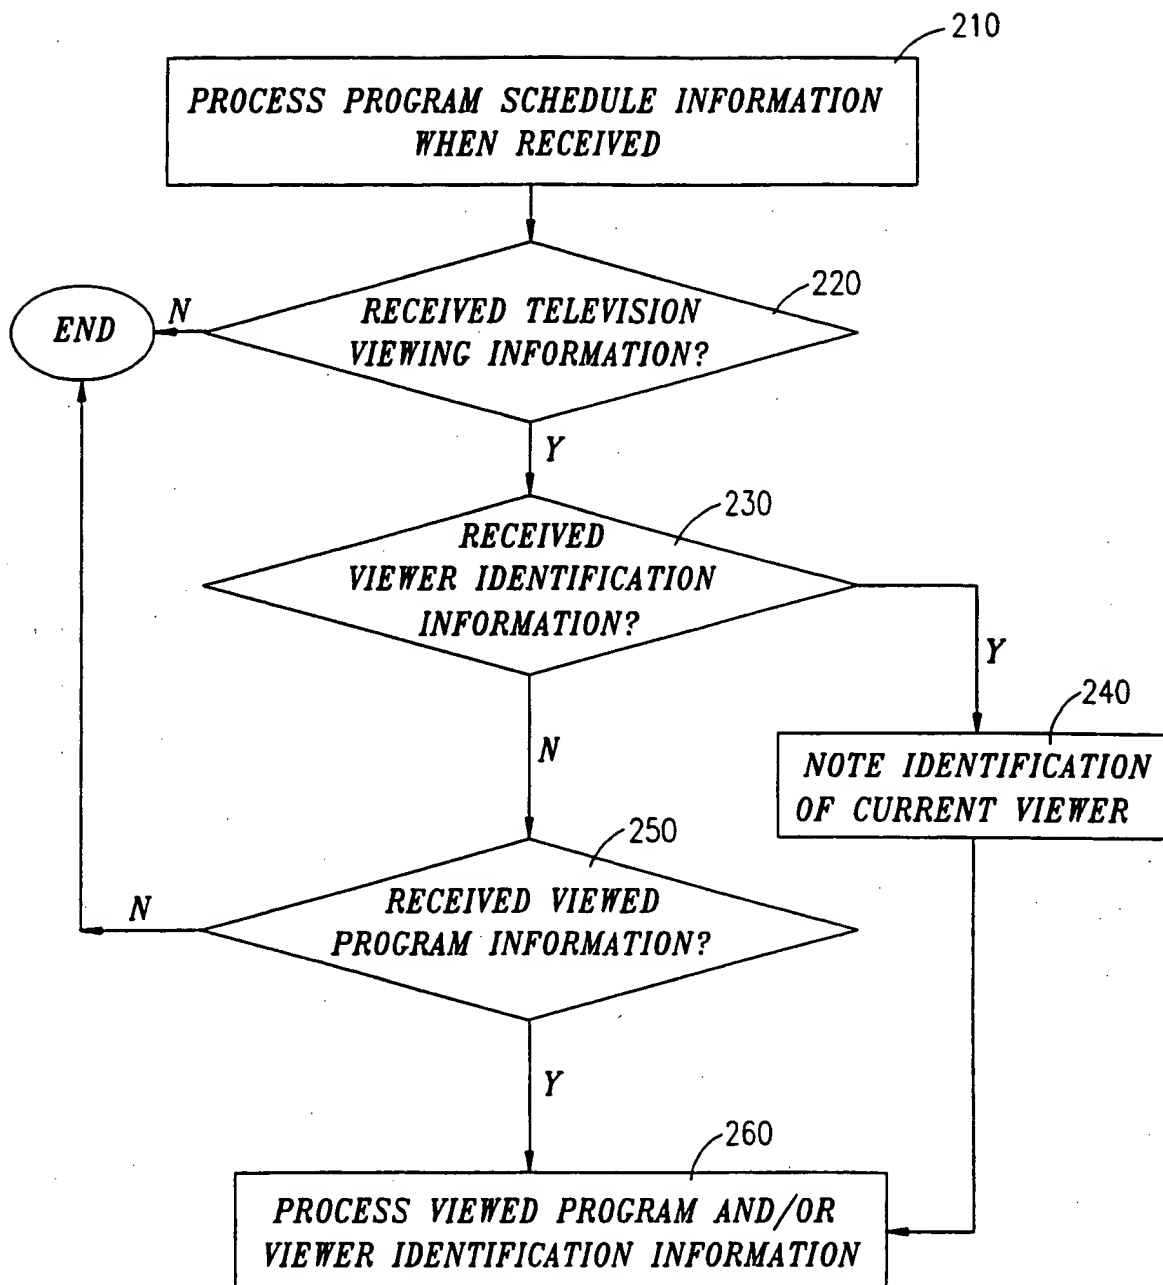 210
PROCESS PROGRAM SCHEDULE INFORMATION
WHEN RECEIVED
220
RECEIVED TELEVISION
VIEWING INFORMATION?
N
END
Y
230
RECEIVED
VIEWER IDENTIFICATION
INFORMATION?
Y
N
240
NOTE IDENTIFICATION
OF CURRENT VIEWER
250
RECEIVED VIEWED
PROGRAM INFORMATION?
N
Y
260
PROCESS VIEWED PROGRAM AND/OR
VIEWER IDENTIFICATION INFORMATION